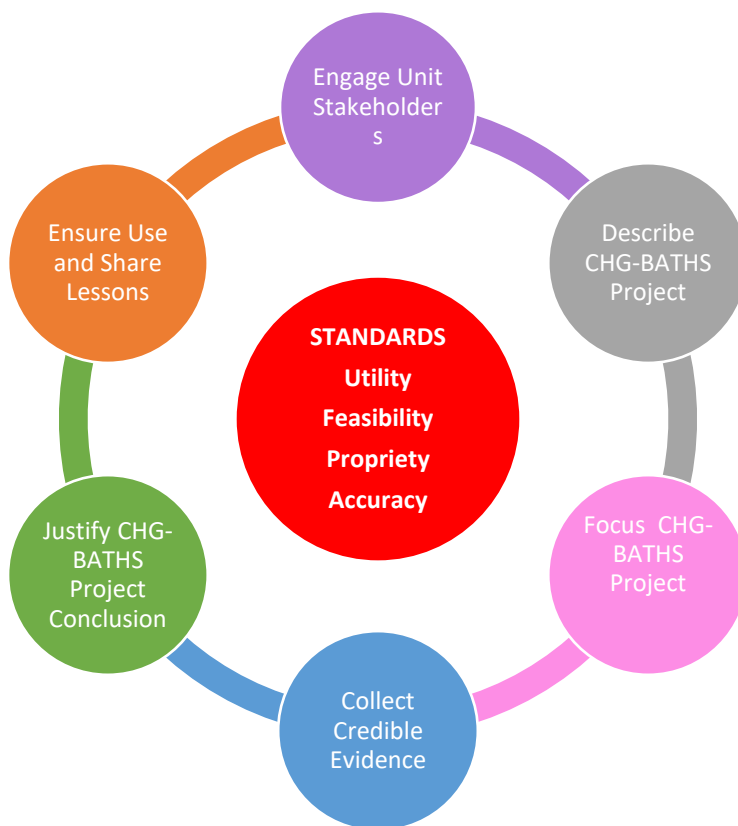 Engage Unit
Stakeholder
s
Describe
CHG-BATHS
Project
Focus  CHG-
BATHS
Project
Collect
Credible
Evidence
Justify CHG-
BATHS
Project
Conclusion
Ensure Use
and Share
Lessons
STANDARDS
Utility
Feasibility
Propriety
Accuracy